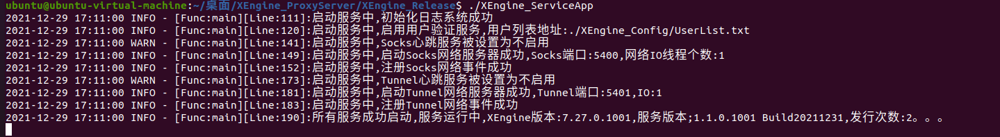 ubuntu@ubuntu-virtual-machine:~/桌面/XEngine_ProxyServer/XEngine_Release$ ./XEngine_ServiceApp
2021-12-29 17:11:00 INFO - [Func:main][Line:111]:启动服务中,初始化日志系统成功
2021-12-29 17:11:00 INFO - [Func:main][Line:120]:启动服务中,启用用户验证服务,用户列表地址:./XEngine_Config/UserList.txt
2021-12-29 17:11:00 WARN - [Func:main][Line:141]:启动服务中,Socks心跳服务被设置为不启用
2021-12-29 17:11:00 INFO - [Func:main][Line:149]:启动服务中,启动Socks网络服务器成功,Socks端口:5400,网络IO线程个数:1
2021-12-29 17:11:00 INFO - [Func:main][Line:152]:启动服务中,注册Socks网络事件成功
2021-12-29 17:11:00 WARN - [Func:main][Line:173]:启动服务中,Tunnel心跳服务被设置为不启用
2021-12-29 17:11:00 INFO - [Func:main][Line:181]:启动服务中,启动Tunnel网络服务器成功,Tunnel端口:5401,IO:1
2021-12-29 17:11:00 INFO - [Func:main][Line:183]:启动服务中,注册Tunnel网络事件成功
2021-12-29 17:11:00 INFO - [Func:main][Line:190]:所有服务成功启动,服务运行中,XEngine版本:7.27.0.1001,服务版本;1.1.0.1001 Build20211231,发行次数:2。。。